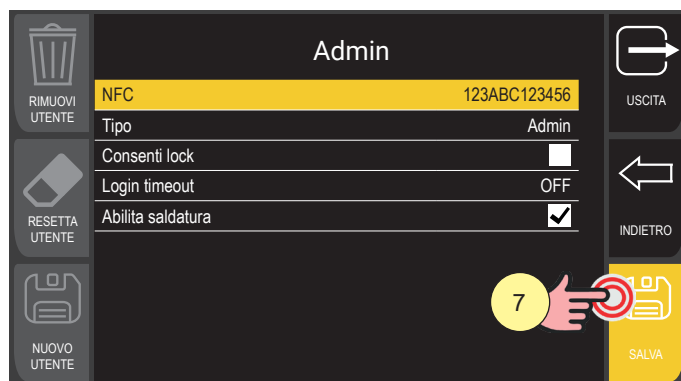 Admin
RIMUOVI
UTENTE
RESETTA
UTENTE
NUOVO
UTENTE
NFC 123ABC123456
Tipo Admin
Consenti lock
Login timeout OFF
Abilita saldatura
7
USCITA
INDIETRO
SALVA